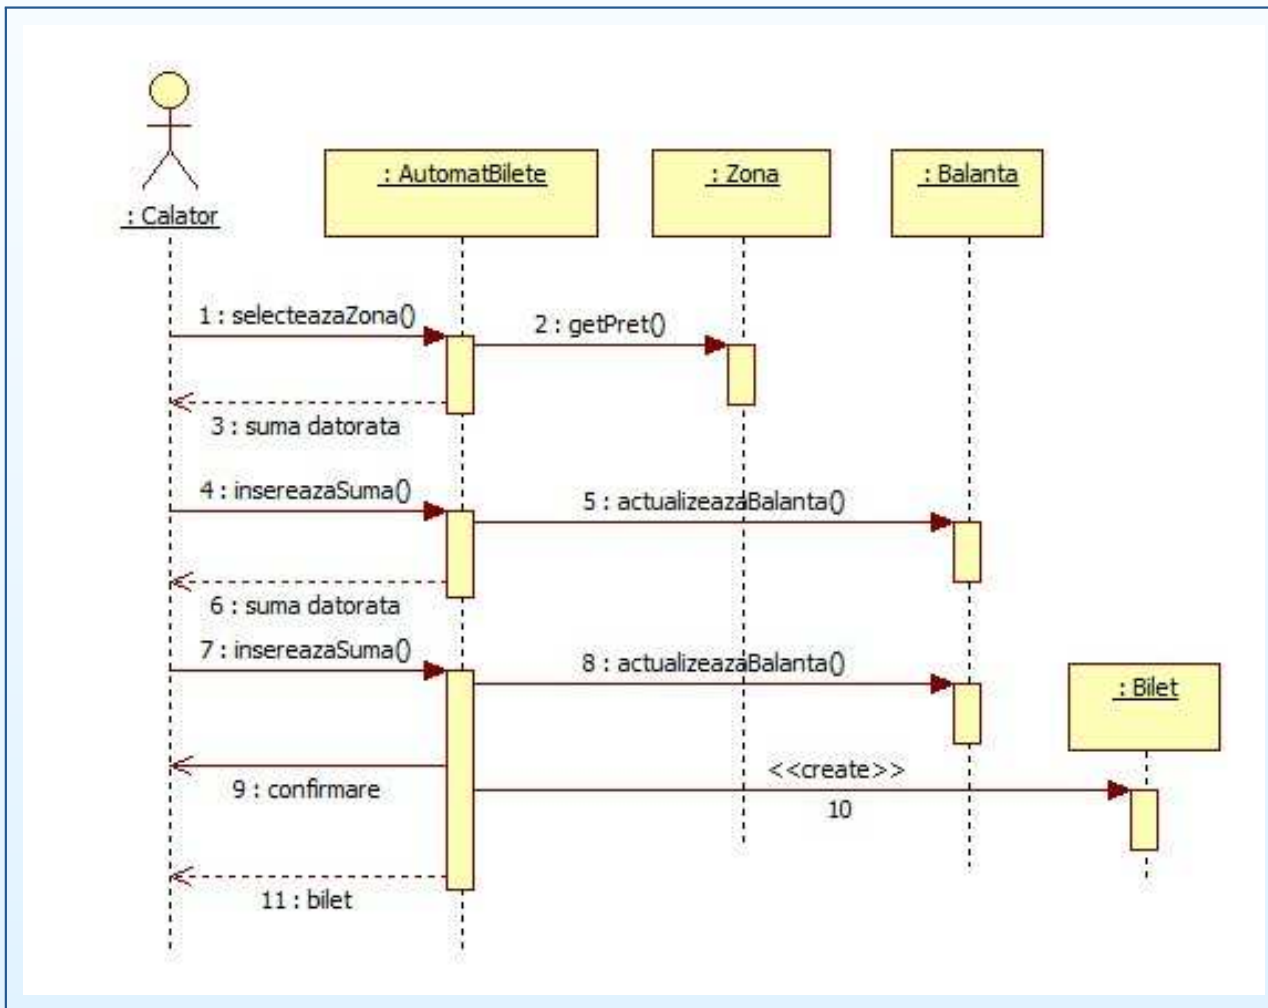 : AutomatBilete
: Zona
: Balanta
: Calator
1 : selecteazaZona()
2 : getPret()
3 : suma datorata
4 : insereazaSuma()
5 : actualizeazaBalanta()
6 : suma datorata
7 : insereazaSuma()
8 : actualizeazaBalanta()
: Bilet
<<create>>
9 : confirmare
10
11 : bilet